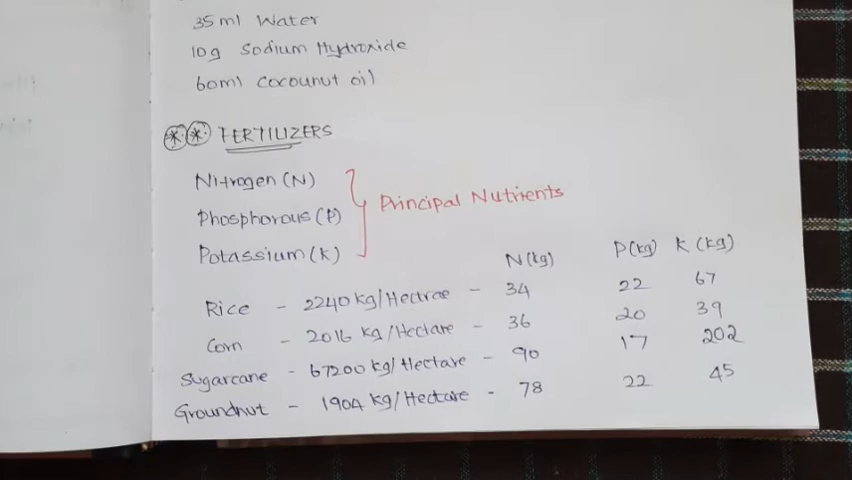 35ml Water
10g Sodium Hydroxide
60ml Cocounut oil
** FERTILIZERS
Nitrogen (N)
Phosphorous (P)
Potassium (K)
Principal Nutrients
N(kg) P(kg) K (kg)
Rice - 2240 kg/Hectrae - 34 22 67
Corn - 2016 kg/Hectare - 36 20 39
Sugarcane - 67200 kg/Hectare - 90 17 202
Groundnut - 1904 kg/Hectare - 78 22 45